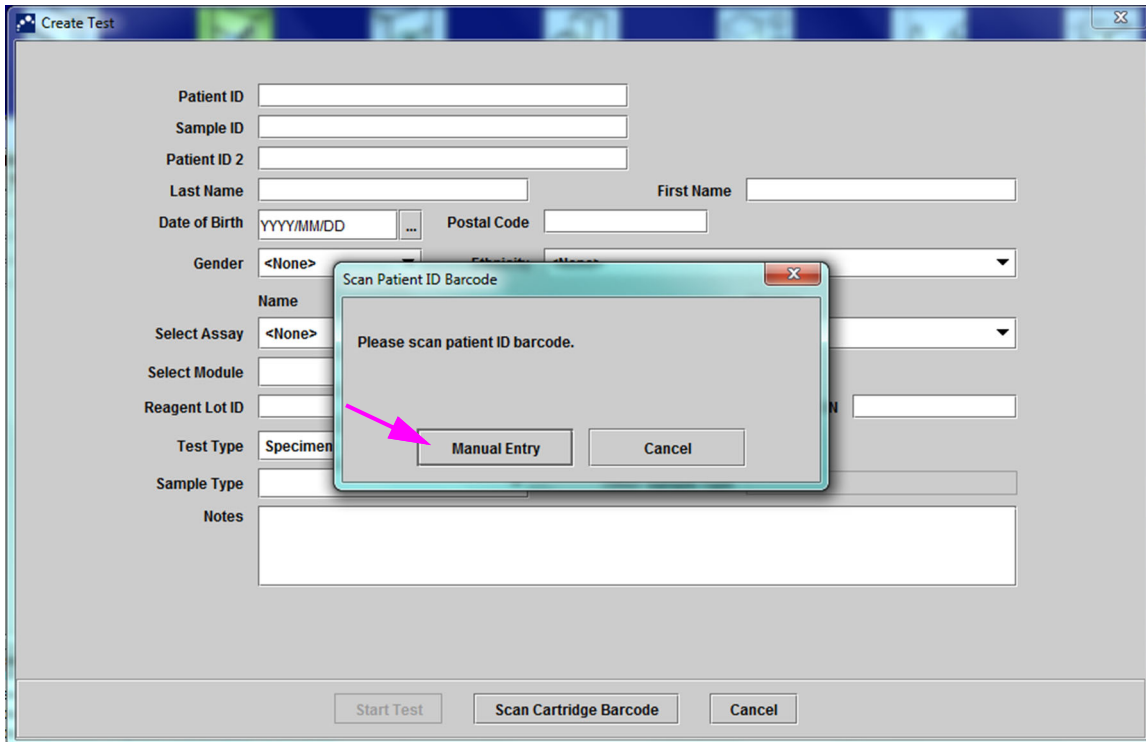 Create Test
Patient ID
Sample ID
Patient ID 2
Last Name First Name
Date of Birth YYYY/MM/DD ... Postal Code
Gender <None> Ethnicity <None>
Scan Patient ID Barcode
Name
Select Assay <None>
Please scan patient ID barcode.
Select Module
Reagent Lot ID N
Test Type Specimen
Manual Entry Cancel
Sample Type
Notes
Start Test Scan Cartridge Barcode Cancel